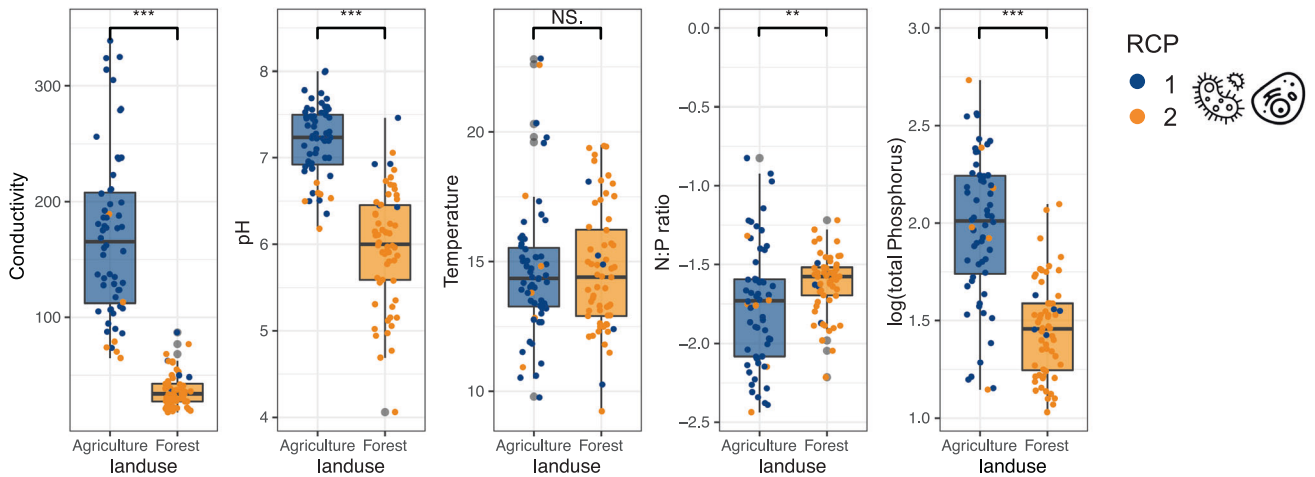 Conductivity
***
300
200
100
Agriculture Forest
landuse
pH
***
8
7
6
5
4
Agriculture Forest
landuse
Temperature
NS.
20
15
10
Agriculture Forest
landuse
N:P ratio
**
0.0
−0.5
−1.0
−1.5
−2.0
−2.5
Agriculture Forest
landuse
log(total Phosphorus)
***
3.0
2.5
2.0
1.5
1.0
Agriculture Forest
landuse
RCP
1
2